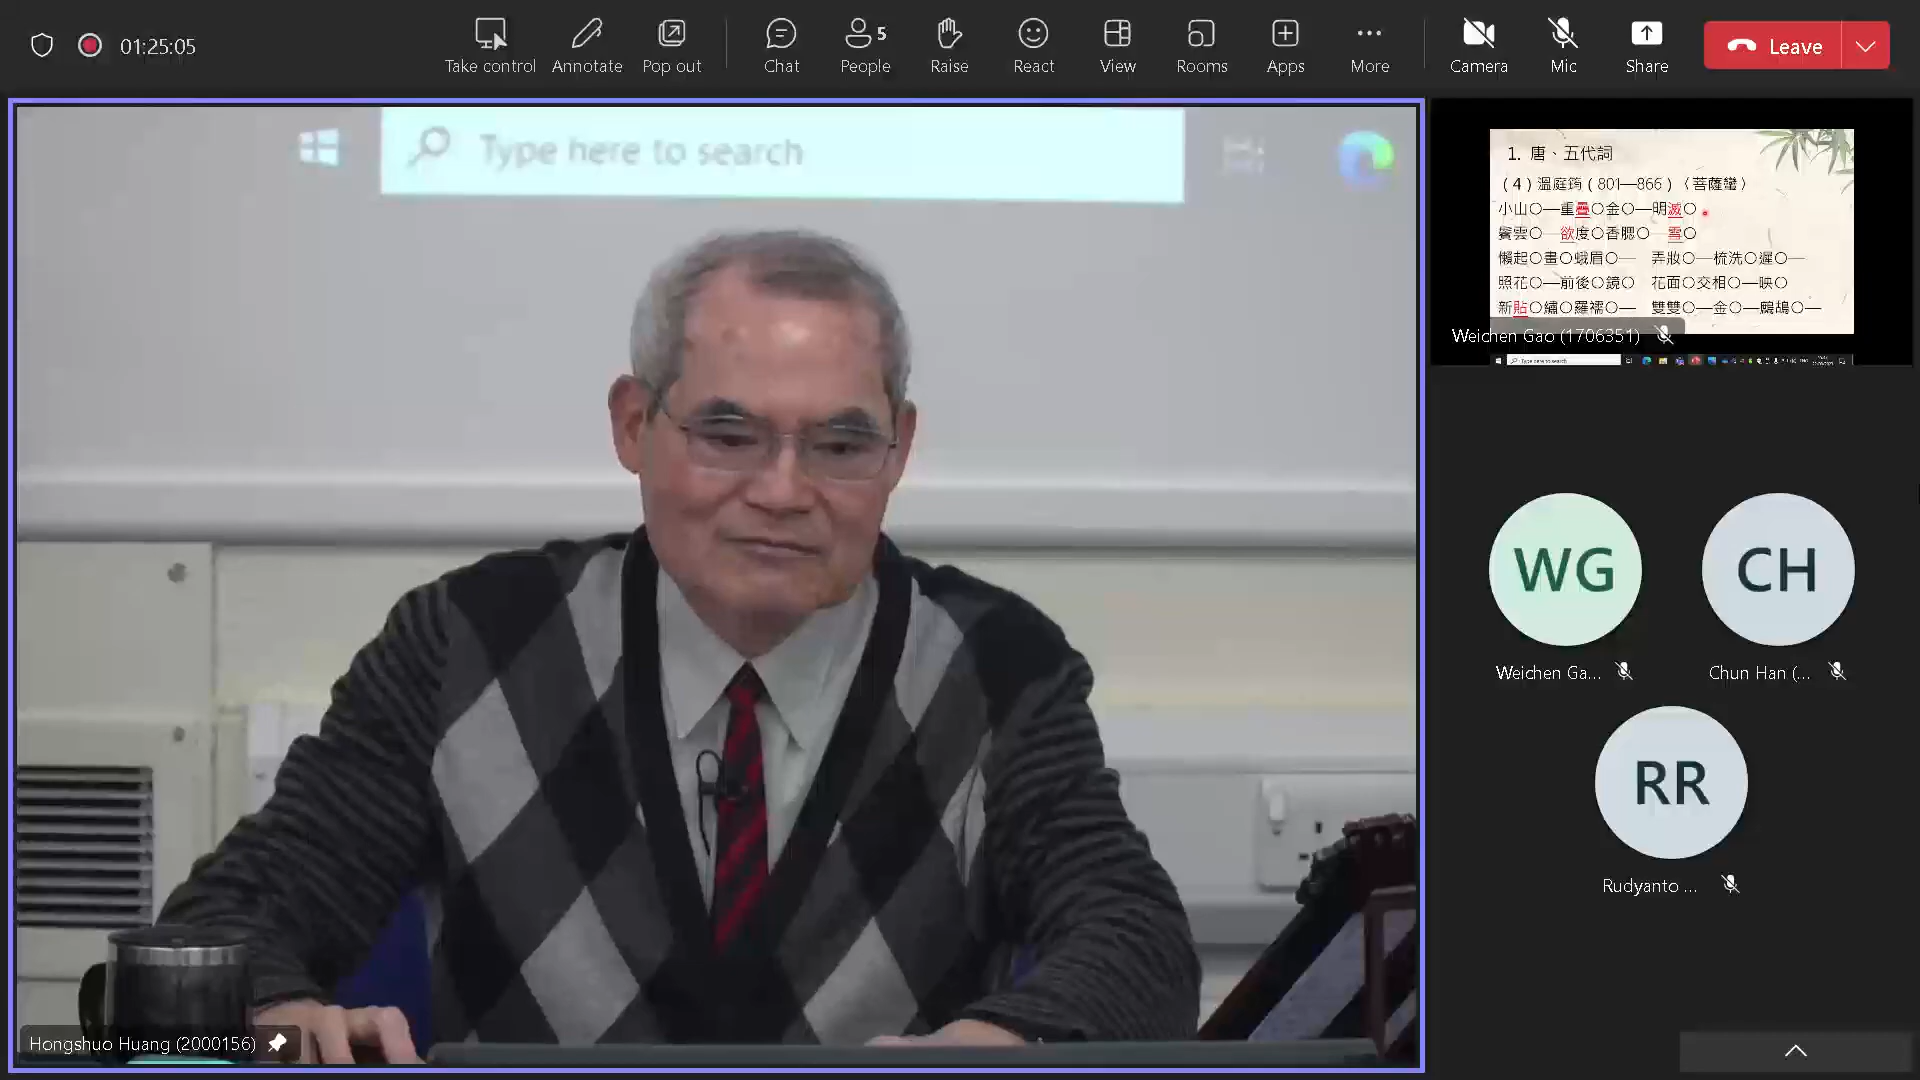 01:25:05
Take control
Annotate
Pop out
Chat
People
5
Raise
React
View
Rooms
Apps
More
Camera
Mic
Share
Leave
Type here to search
1. 唐、五代詞
（4）溫庭筠（801—866）〈菩薩蠻〉
小山〇—重疊〇金〇—明滅〇
鬢雲〇—欲度〇香腮〇—雪〇
懶起〇畫〇蛾眉〇— 弄妝〇—梳洗〇遲〇—
照花〇—前後〇鏡〇 花面〇交相〇—映〇
新貼〇繡〇羅襦〇— 雙雙〇—金〇—鷓鴣〇—
Weichen Gao (1706351)
Type here to search
WG
CH
Weichen Ga...
Chun Han (...
RR
Rudyanto ...
Hongshuo Huang (2000156)